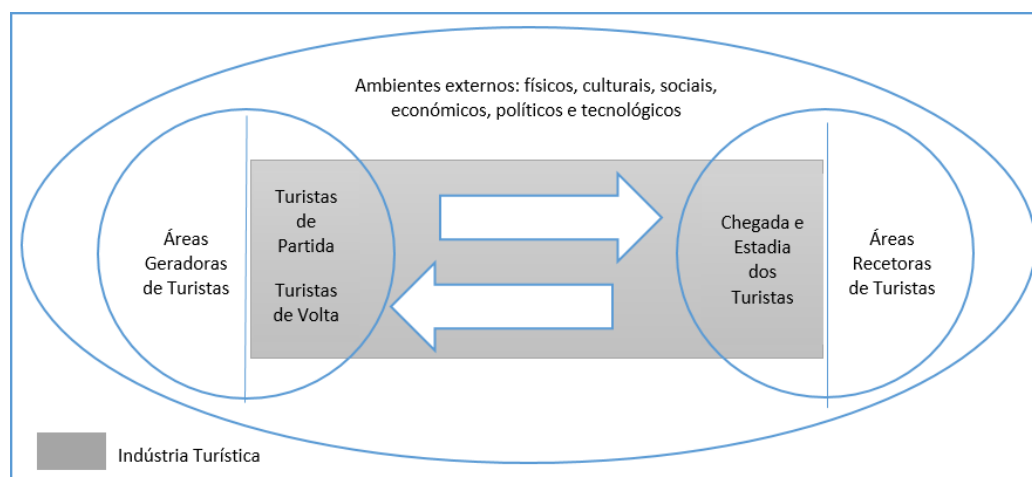 Ambientes externos: físicos, culturais, sociais,
económicos, políticos e tecnológicos
Áreas
Geradoras
de Turistas
Turistas
de
Partida
Turistas
de Volta
Chegada e
Estadia
dos
Turistas
Áreas
Recetoras
de Turistas
Indústria Turística